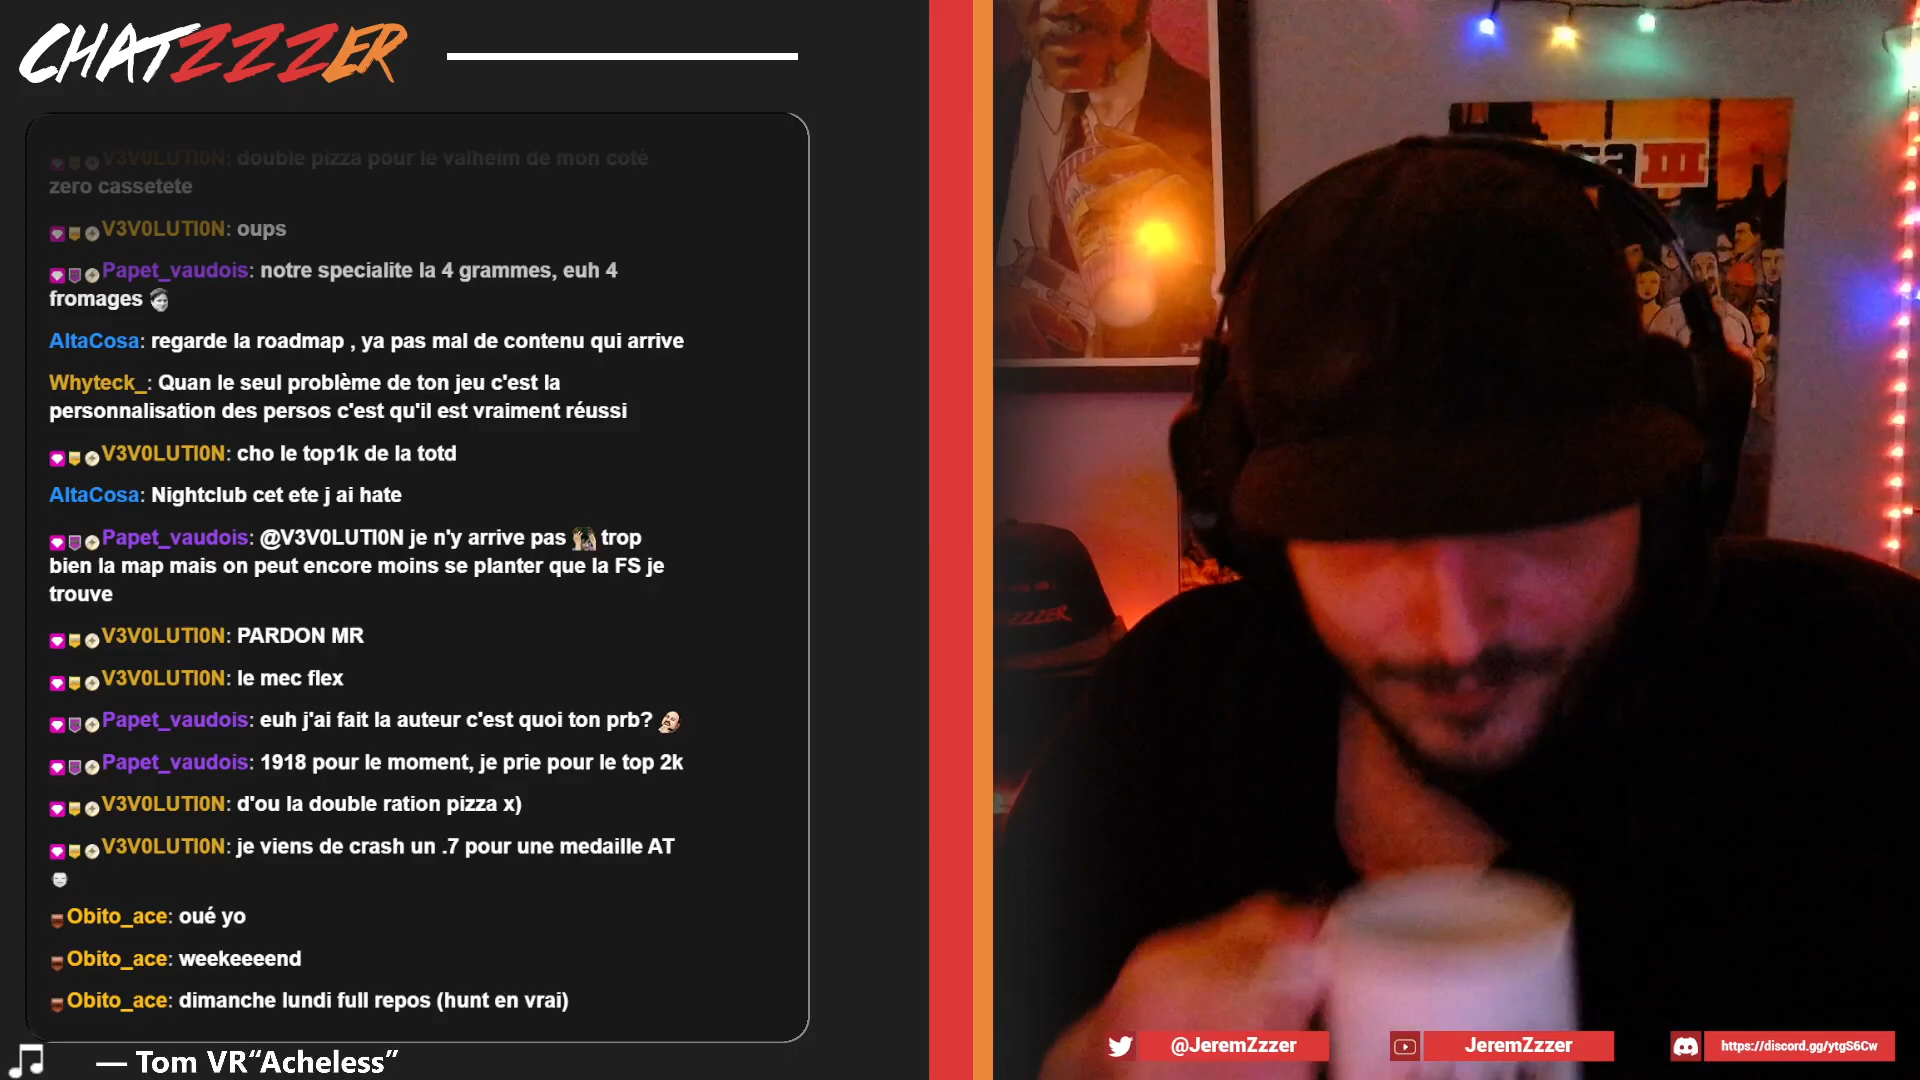 CHATZZZER
V3V0LUTI0N: double pizza pour le valheim de mon coté
zero cassetete
V3V0LUTI0N: oups
Papet_vaudois: notre specialite la 4 grammes, euh 4
fromages
AltaCosa: regarde la roadmap , ya pas mal de contenu qui arrive
Whyteck_: Quan le seul problème de ton jeu c'est la
personnalisation des persos c'est qu'il est vraiment réussi
V3V0LUTI0N: cho le top1k de la totd
AltaCosa: Nightclub cet ete j ai hate
Papet_vaudois: @V3V0LUTI0N je n'y arrive pas trop
bien la map mais on peut encore moins se planter que la FS je
trouve
V3V0LUTI0N: PARDON MR
V3V0LUTI0N: le mec flex
Papet_vaudois: euh j'ai fait la auteur c'est quoi ton prb?
Papet_vaudois: 1918 pour le moment, je prie pour le top 2k
V3V0LUTI0N: d'ou la double ration pizza x)
V3V0LUTI0N: je viens de crash un .7 pour une medaille AT
Obito_ace: oué yo
Obito_ace: weekeeeend
Obito_ace: dimanche lundi full repos (hunt en vrai)
— Tom VR“Acheless”
III
@JeremZzzer
JeremZzzer
https://discord.gg/ytgS6Cw